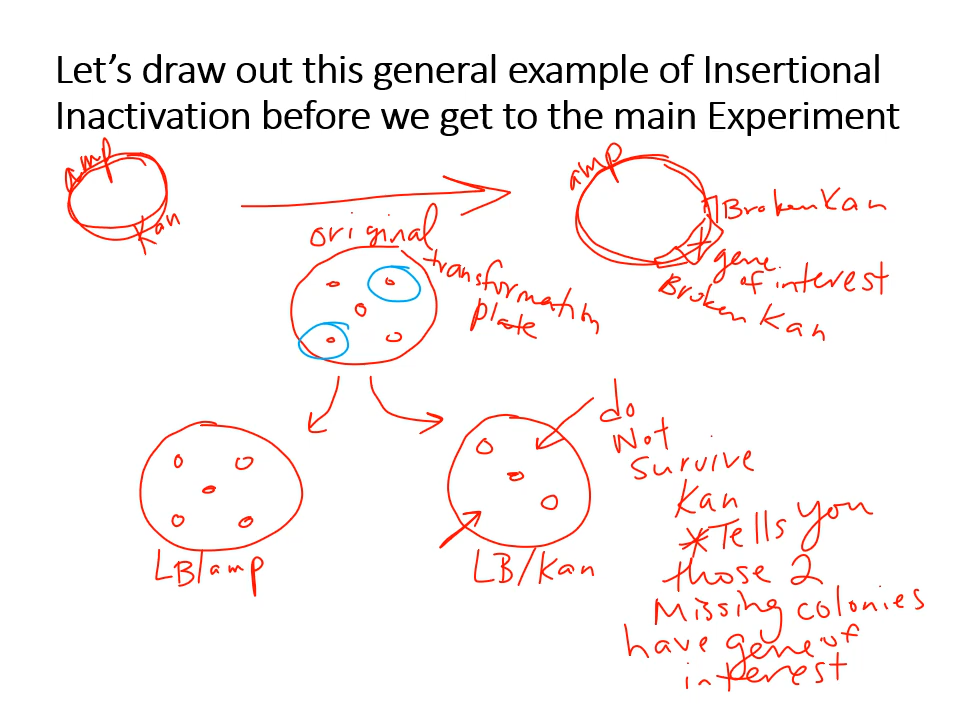 Let's draw out this general example of Insertional
Inactivation before we get to the main Experiment
amp
Kan
amp
Broken Kan
gene
of interest
Broken Kan
original
transformation
plate
do
Not
Survive
Kan
*Tells you
those 2
Missing colonies
have gene of
interest
LB/amp
LB/Kan